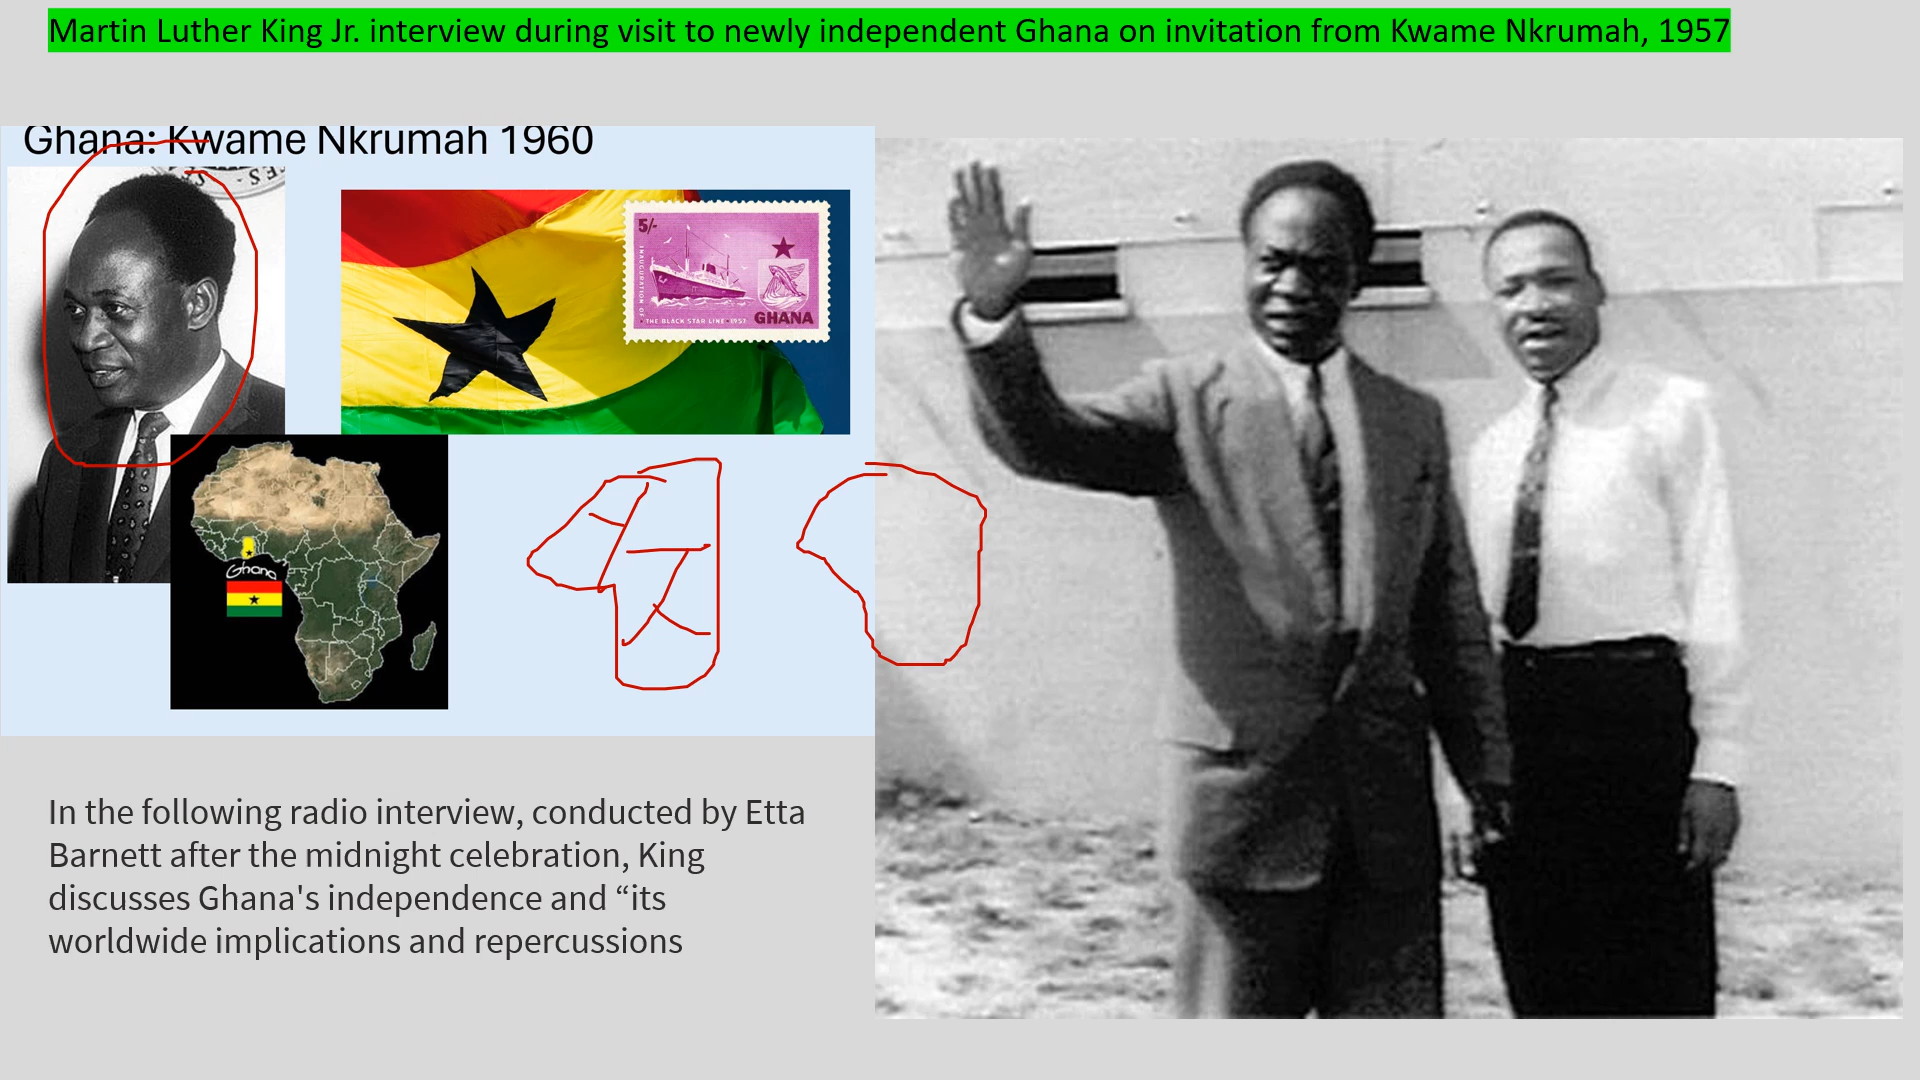 Martin Luther King Jr. interview during visit to newly independent Ghana on invitation from Kwame Nkrumah, 1957
Ghana: Kwame Nkrumah 1960
5/-
INAUGURATION OF
THE BLACK STAR LINE • 1957
GHANA
Ghana
In the following radio interview, conducted by Etta
Barnett after the midnight celebration, King
discusses Ghana's independence and “its
worldwide implications and repercussions